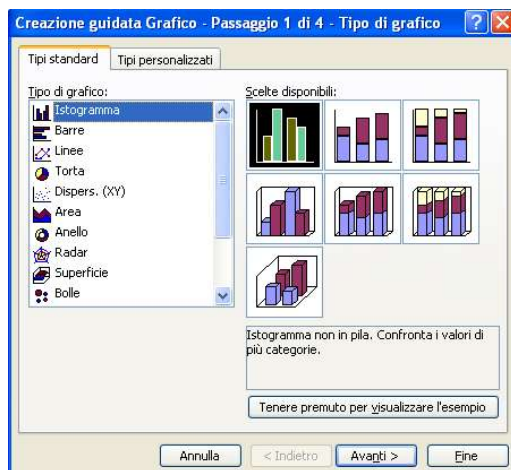 Creazione guidata Grafico - Passaggio 1 di 4 - Tipo di grafico
Tipi standard
Tipi personalizzati
Tipo di grafico:
Istogramma
Barre
Linee
Torta
Dispers. (XY)
Area
Anello
Radar
Superficie
Bolle
Scelte disponibili:
Istogramma non in pila. Confronta i valori di
più categorie.
Tenere premuto per visualizzare l'esempio
Annulla
< Indietro
Avanti >
Fine